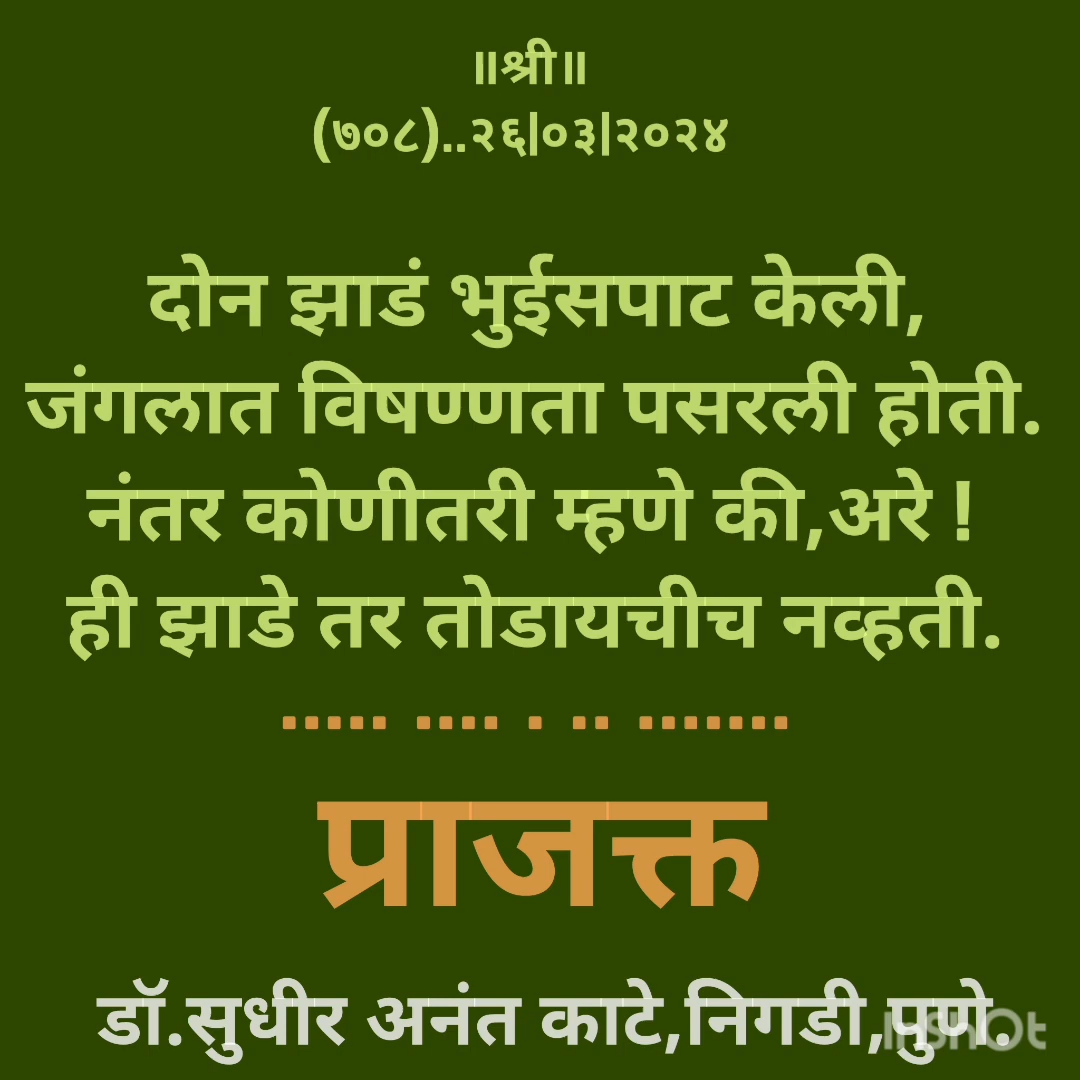 ॥श्री॥
(७०८)..२६|०३|२०२४
दोन झाडं भुईसपाट केली,
जंगलात विषण्णता पसरली होती.
नंतर कोणीतरी म्हणे की,अरे !
ही झाडे तर तोडायचीच नव्हती.
..... .... . .. .......
प्राजक्त
डॉ.सुधीर अनंत काटे,निगडी,पुणे.
InShOt